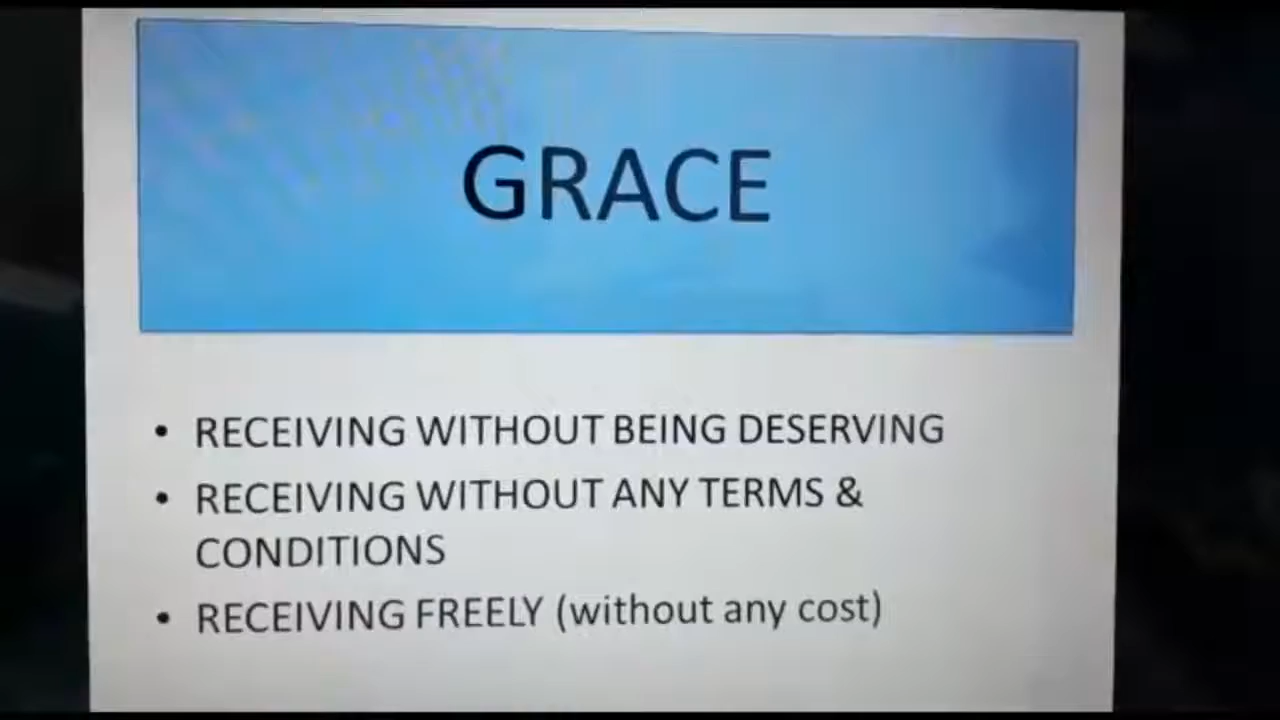 GRACE
• RECEIVING WITHOUT BEING DESERVING
• RECEIVING WITHOUT ANY TERMS &
CONDITIONS
• RECEIVING FREELY (without any cost)